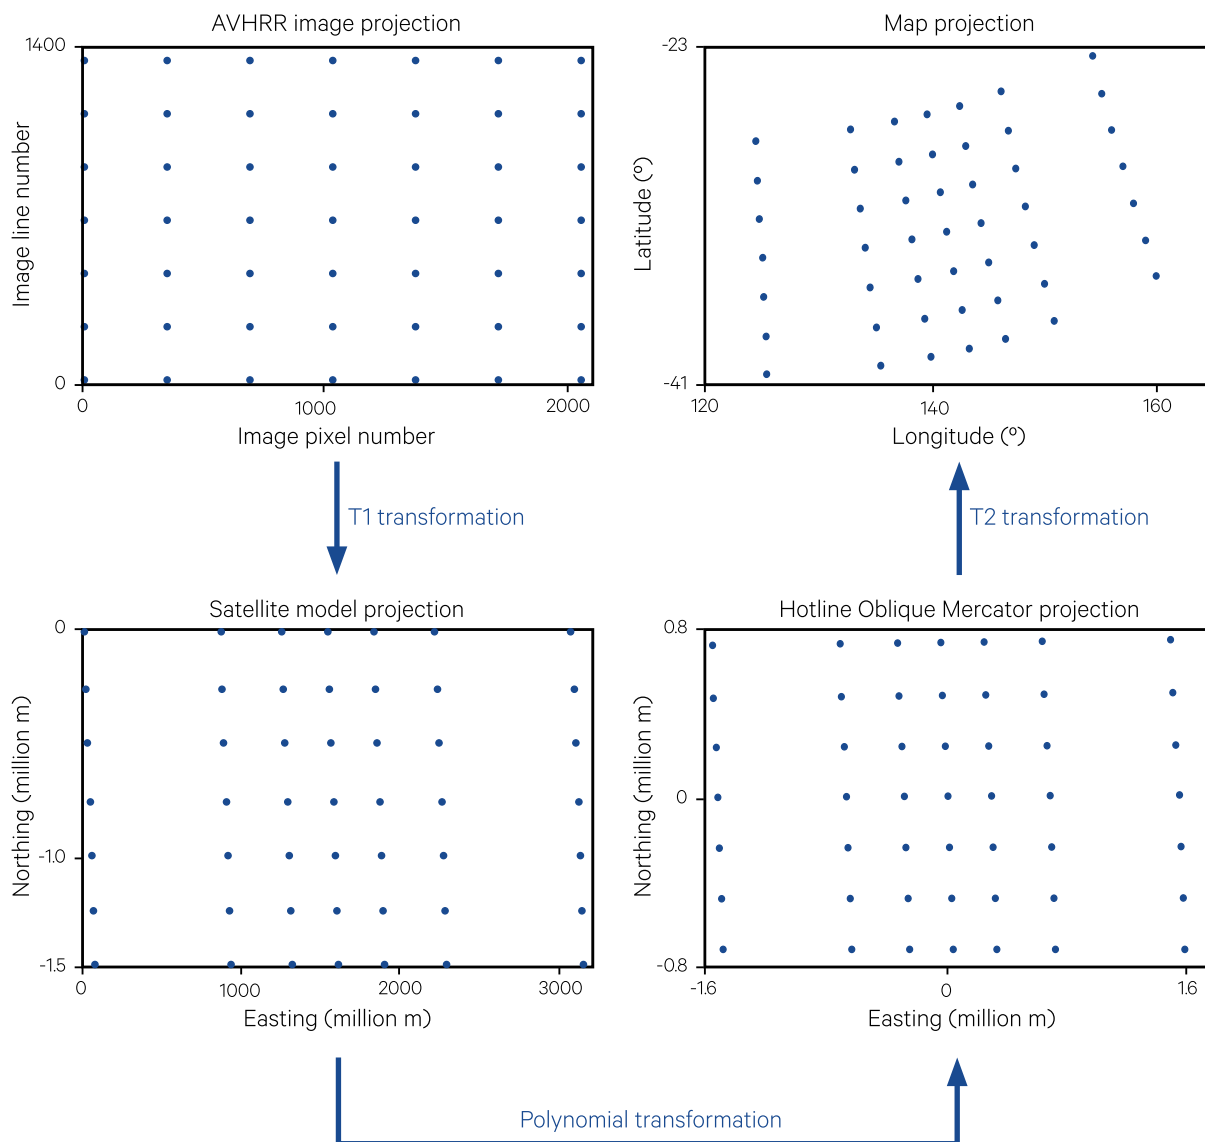 AVHRR image projection
1400
Image line number
0
0
1000
2000
Image pixel number
Map projection
-23
Latitude (º)
-41
120
140
160
Longitude (º)
T1 transformation
T2 transformation
Satellite model projection
0
Northing (million m)
-1.0
-1.5
0
1000
2000
3000
Easting (million m)
Hotline Oblique Mercator projection
0.8
Northing (million m)
0
-0.8
-1.6
0
1.6
Easting (million m)
Polynomial transformation